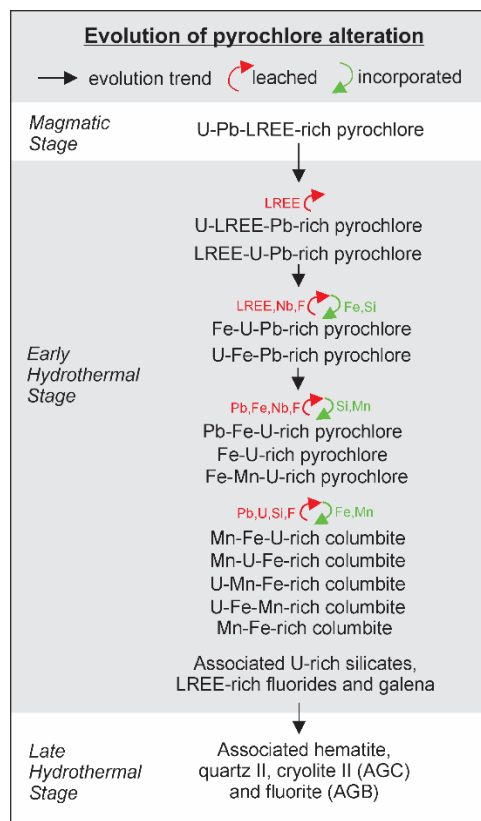 Evolution of pyrochlore alteration
evolution trend leached incorporated
Magmatic
Stage
U-Pb-LREE-rich pyrochlore
LREE
U-LREE-Pb-rich pyrochlore
LREE-U-Pb-rich pyrochlore
LREE,Nb,F Fe,Si
Fe-U-Pb-rich pyrochlore
U-Fe-Pb-rich pyrochlore
Early
Hydrothermal
Stage
Pb,Fe,Nb,F Si,Mn
Pb-Fe-U-rich pyrochlore
Fe-U-rich pyrochlore
Fe-Mn-U-rich pyrochlore
Pb,U,Si,F Fe,Mn
Mn-Fe-U-rich columbite
Mn-U-Fe-rich columbite
U-Mn-Fe-rich columbite
U-Fe-Mn-rich columbite
Mn-Fe-rich columbite
Associated U-rich silicates,
LREE-rich fluorides and galena
Late
Hydrothermal
Stage
Associated hematite,
quartz II, cryolite II (AGC)
and fluorite (AGB)